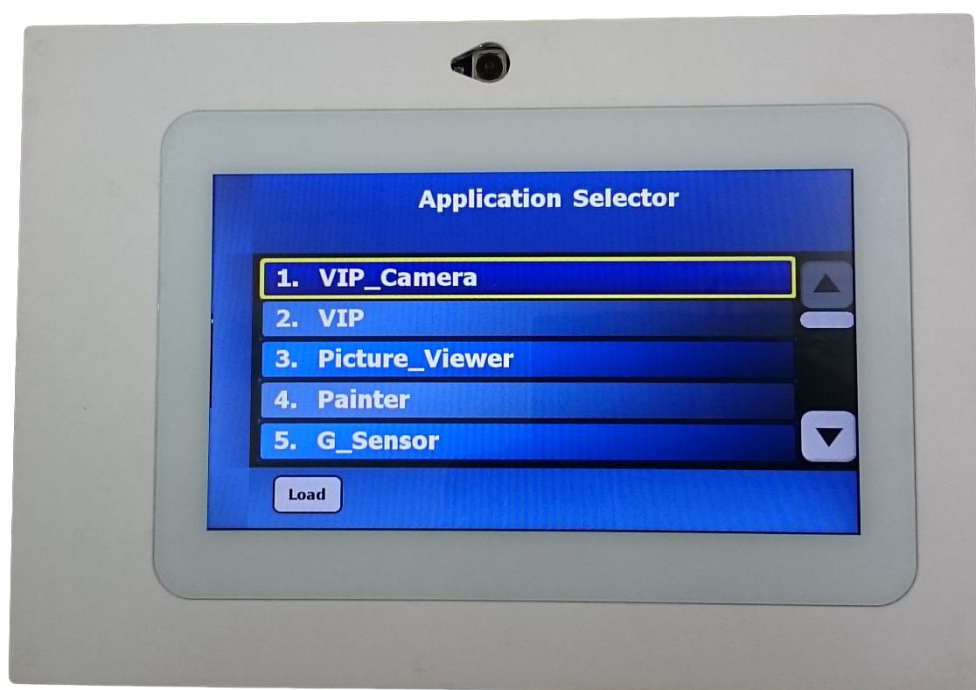 Application Selector
1. VIP_Camera
2. VIP
3. Picture_Viewer
4. Painter
5. G_Sensor
Load